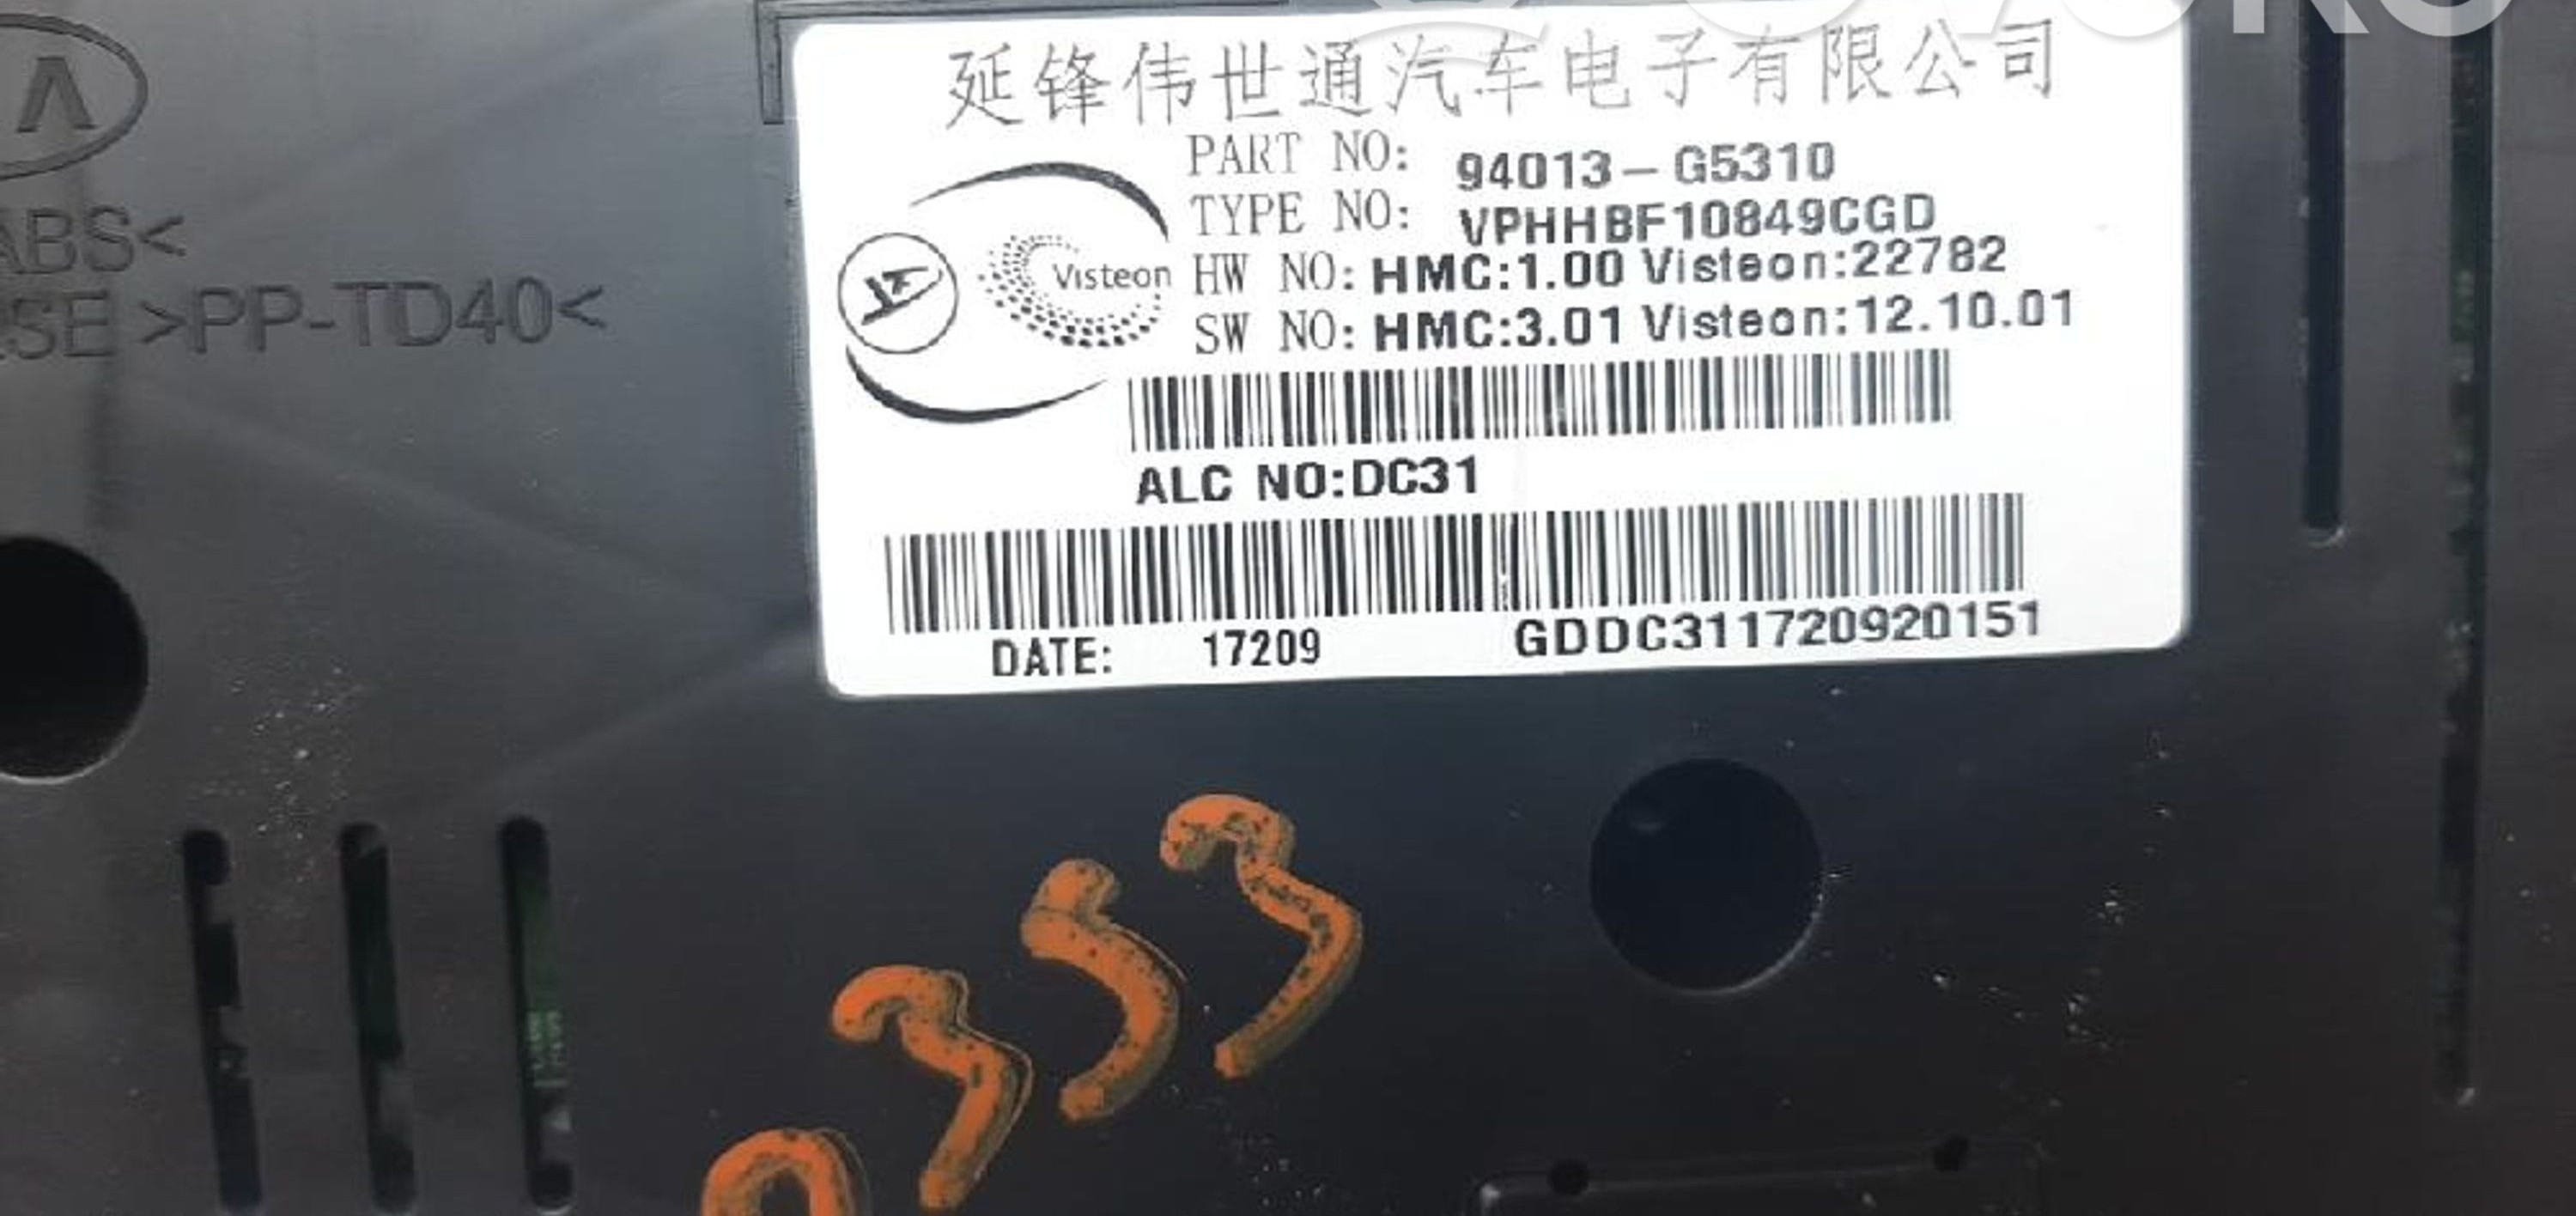 延锋伟世通汽车电子有限公司
PART NO: 94013-G5310
TYPE NO: VPHHBF10849CGD
Visteon
HW NO: HMC:1.00 Visteon:22782
SW NO: HMC:3.01 Visteon:12.10.01
ALC NO:DC31
DATE: 17209 GDDC311720920151
ABS<
SE >PP-TD40<
353